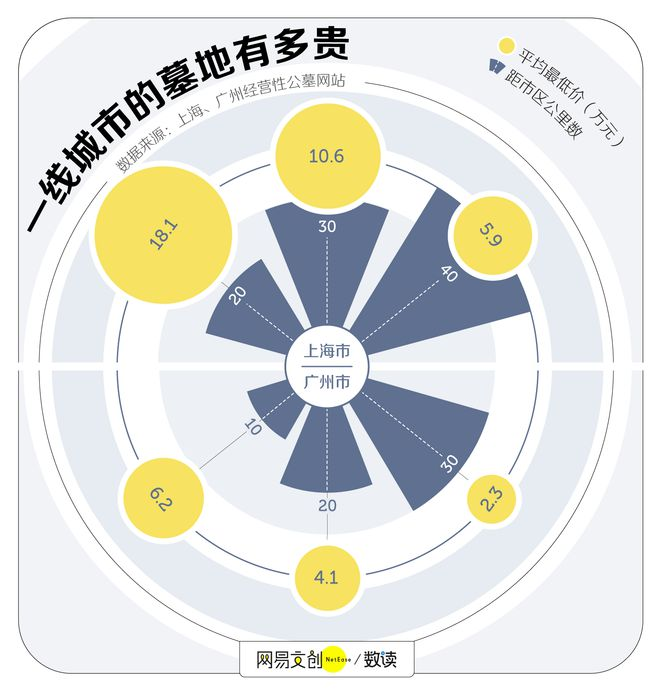 一线城市的墓地有多贵
数据来源：上海、广州经营性公墓网站
平均最低价（万元）
距市区公里数
10.6
18.1
5.9
30
20
40
上海市
广州市
10
20
30
6.2
4.1
2.3
网易文创 NetEase / 数读